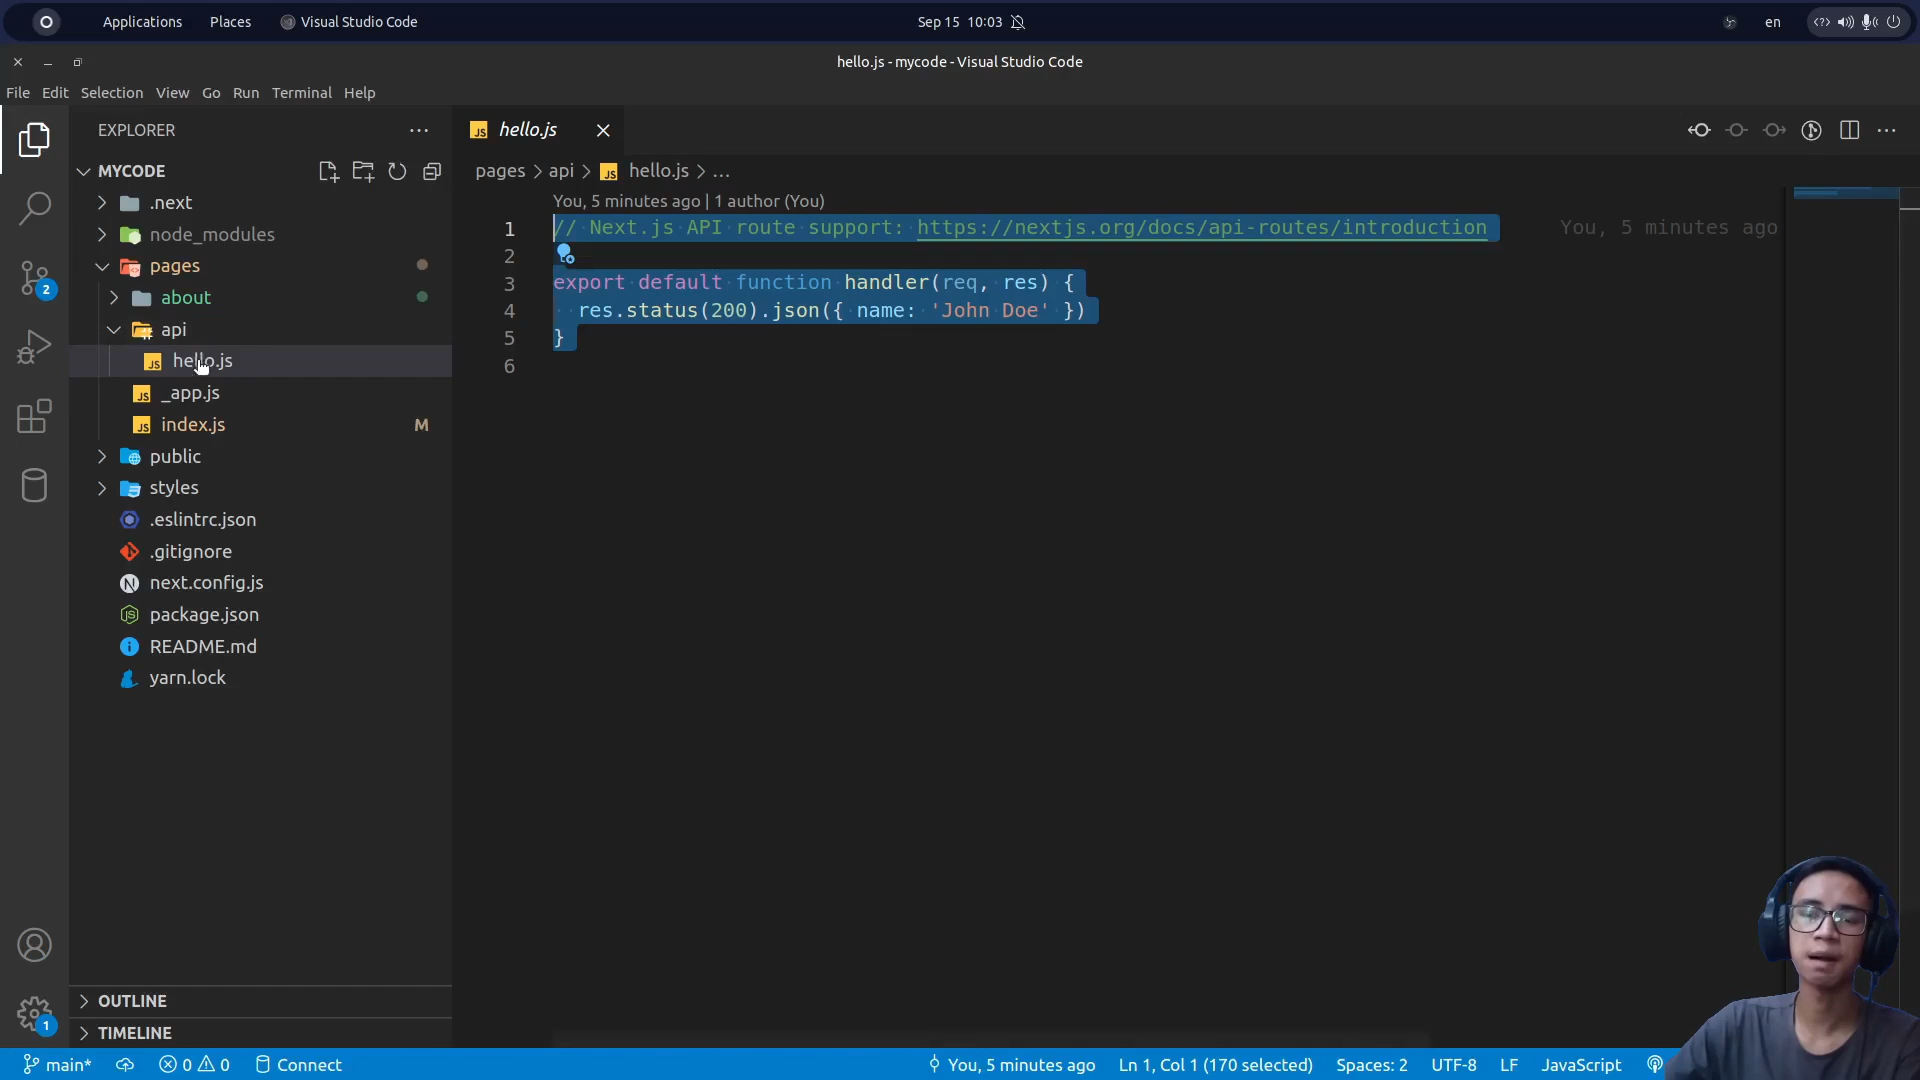 Applications Places Visual Studio Code Sep 15 10:03 en
hello.js - mycode - Visual Studio Code
File Edit Selection View Go Run Terminal Help
EXPLORER
hello.js
MYCODE
pages > api > JS hello.js > ...
.next
You, 5 minutes ago | 1 author (You)
node_modules
1 // Next.js API route support: https://nextjs.org/docs/api-routes/introduction You, 5 minutes ago
2
pages
3 export default function handler(req, res) {
about
4 res.status(200).json({ name: 'John Doe' })
api
5 }
JS hello.js
6
JS _app.js
JS index.js M
public
styles
.eslintrc.json
.gitignore
next.config.js
package.json
README.md
yarn.lock
2
1
OUTLINE
TIMELINE
main* 0 0 Connect You, 5 minutes ago Ln 1, Col 1 (170 selected) Spaces: 2 UTF-8 LF JavaScript